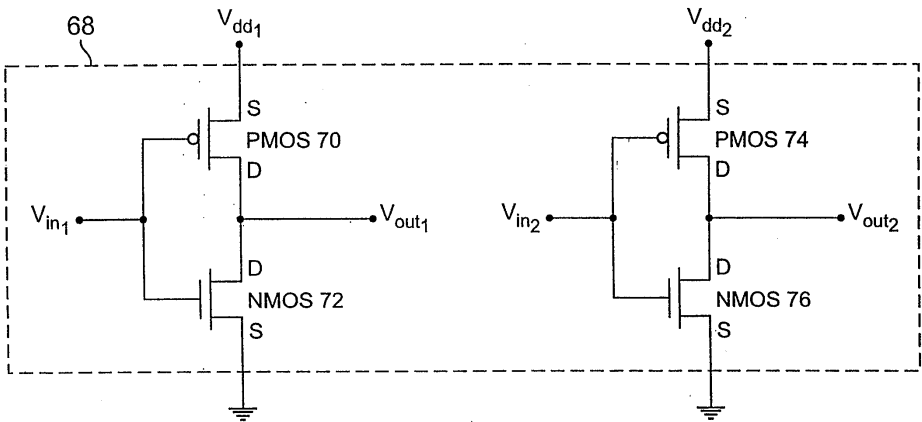 68
Vdd1
Vdd2
S
PMOS 70
D
S
PMOS 74
D
Vin1
Vout1
Vin2
Vout2
D
NMOS 72
S
D
NMOS 76
S